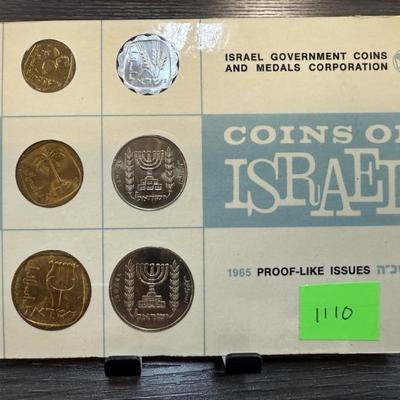 ISRAEL GOVERNMENT COINS
AND MEDALS CORPORATION
COINS OF
ISRAEL
1965 PROOF-LIKE ISSUES
1110